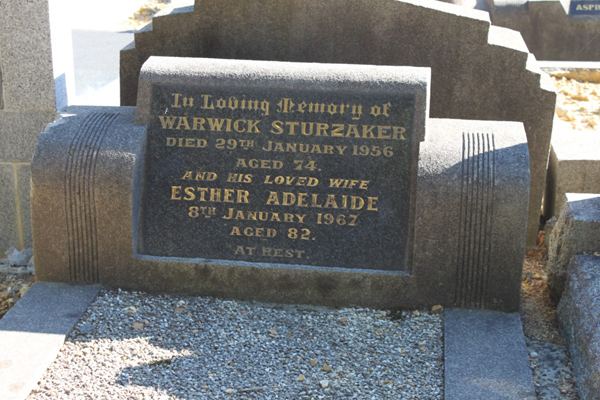 In Loving Memory of
WARWICK STURZAKER
DIED 29TH JANUARY 1956
AGED 74.
AND HIS LOVED WIFE
ESTHER ADELAIDE
8TH JANUARY 1967
AGED 82.
"AT REST."